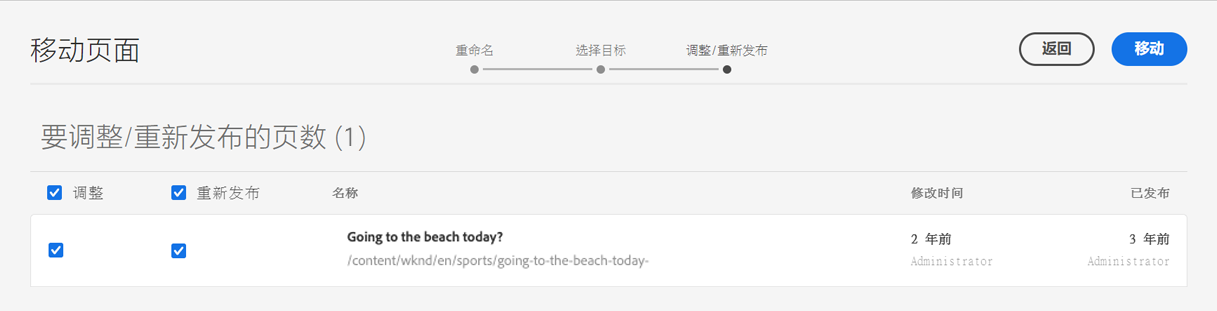 移动页面
重命名
选择目标
调整/重新发布
返回
移动
要调整/重新发布的页数 (1)
调整 重新发布 名称 修改时间 已发布
Going to the beach today? 2 年前 3 年前
/content/wknd/en/sports/going-to-the-beach-today- Administrator Administrator